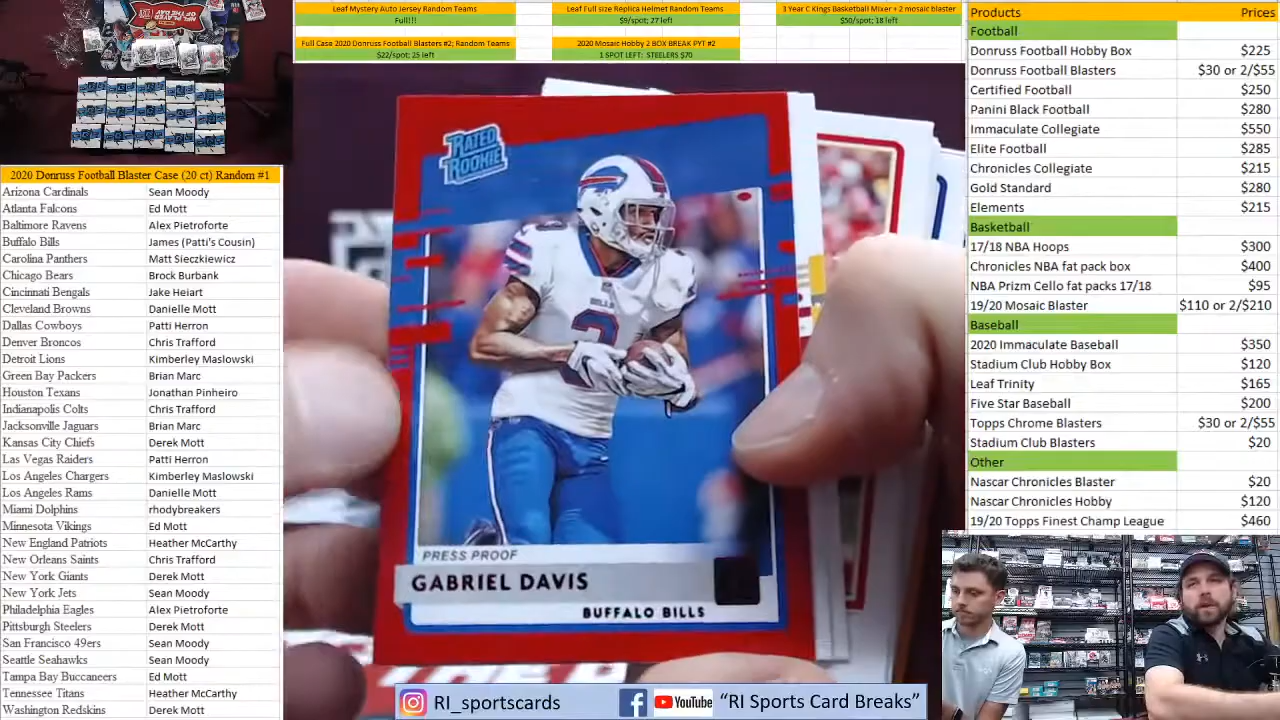 Leaf Mystery Auto Jersey Random Teams
Full!!!
Full Case 2020 Donruss Football Blasters #2; Random Teams
$22/spot; 25 left
Leaf Full size Replica Helmet Random Teams
$9/spot; 27 left
2020 Mosaic Hobby 2 BOX BREAK PYT #2
1 SPOT LEFT: STEELERS $70
3 Year C Kings Basketball Mixer + 2 mosaic blaster
$50/spot; 18 left
2020 Donruss Football Blaster Case (20 ct) Random #1
Arizona Cardinals Sean Moody
Atlanta Falcons Ed Mott
Baltimore Ravens Alex Pietroforte
Buffalo Bills James (Patti's Cousin)
Carolina Panthers Matt Sieczkiewicz
Chicago Bears Brock Burbank
Cincinnati Bengals Jake Heiart
Cleveland Browns Danielle Mott
Dallas Cowboys Patti Herron
Denver Broncos Chris Trafford
Detroit Lions Kimberley Maslowski
Green Bay Packers Brian Marc
Houston Texans Jonathan Pinheiro
Indianapolis Colts Chris Trafford
Jacksonville Jaguars Brian Marc
Kansas City Chiefs Derek Mott
Las Vegas Raiders Patti Herron
Los Angeles Chargers Kimberley Maslowski
Los Angeles Rams Danielle Mott
Miami Dolphins rhodybreakers
Minnesota Vikings Ed Mott
New England Patriots Heather McCarthy
New Orleans Saints Chris Trafford
New York Giants Derek Mott
New York Jets Sean Moody
Philadelphia Eagles Alex Pietroforte
Pittsburgh Steelers Derek Mott
San Francisco 49ers Sean Moody
Seattle Seahawks Sean Moody
Tampa Bay Buccaneers Ed Mott
Tennessee Titans Heather McCarthy
Washington Redskins Derek Mott
RATED
ROOKIE
BILLS
PRESS PROOF
GABRIEL DAVIS
BUFFALO BILLS
RI_sportscards
YouTube "RI Sports Card Breaks"
Products Prices
Football
Donruss Football Hobby Box $225
Donruss Football Blasters $30 or 2/$55
Certified Football $250
Panini Black Football $280
Immaculate Collegiate $550
Elite Football $285
Chronicles Collegiate $215
Gold Standard $280
Elements $215
Basketball
17/18 NBA Hoops $300
Chronicles NBA fat pack box $400
NBA Prizm Cello fat packs 17/18 $95
19/20 Mosaic Blaster $110 or 2/$210
Baseball
2020 Immaculate Baseball $350
Stadium Club Hobby Box $120
Leaf Trinity $165
Five Star Baseball $200
Topps Chrome Blasters $30 or 2/$55
Stadium Club Blasters $20
Other
Nascar Chronicles Blaster $20
Nascar Chronicles Hobby $120
19/20 Topps Finest Champ League $460